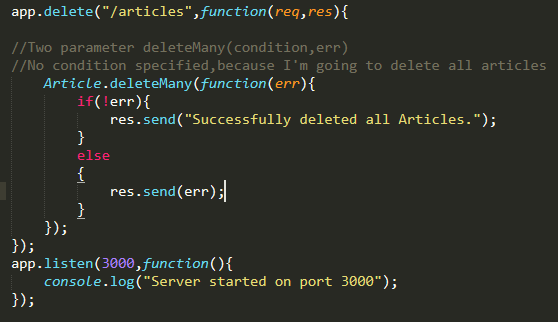 app.delete("/articles",function(req,res){
//Two parameter deleteMany(condition,err)
//No condition specified,because I'm going to delete all articles
    Article.deleteMany(function(err){
        if(!err){
            res.send("Successfully deleted all Articles.");
        }
        else
        {
            res.send(err);
        }
    });
});
app.listen(3000,function(){
    console.log("Server started on port 3000");
});